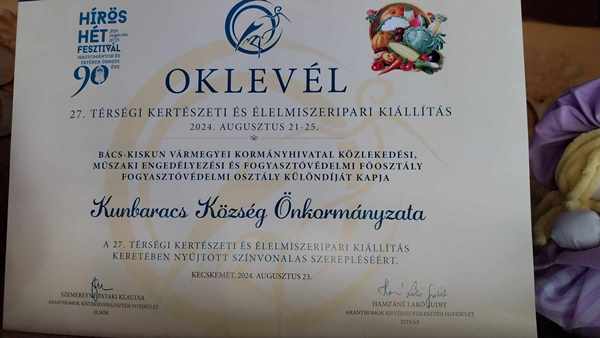 HÍRÖS
HÉT
FESZTIVÁL
90
OKLEVÉL
27. TÉRSÉGI KERTÉSZETI ÉS ÉLELMISZERIPARI KIÁLLÍTÁS
2024. AUGUSZTUS 21-25.
BÁCS-KISKUN VÁRMEGYEI KORMÁNYHIVATAL KÖZLEKEDÉSI,
MŰSZAKI ENGEDÉLYEZÉSI ÉS FOGYASZTÓVÉDELMI FŐOSZTÁLY
FOGYASZTÓVÉDELMI OSZTÁLY KÜLÖNDÍJÁT KAPJA
Kunbaracs Község Önkormányzata
A 27. TÉRSÉGI KERTÉSZETI ÉS ÉLELMISZERIPARI KIÁLLÍTÁS
KERETÉBEN NYÚJTOTT SZÍNVONALAS SZEREPLÉSÉÉRT.
KECSKEMÉT, 2024. AUGUSZTUS 23.
KLAUDIA
HAMZÁNÉ LAKÓ JUDIT